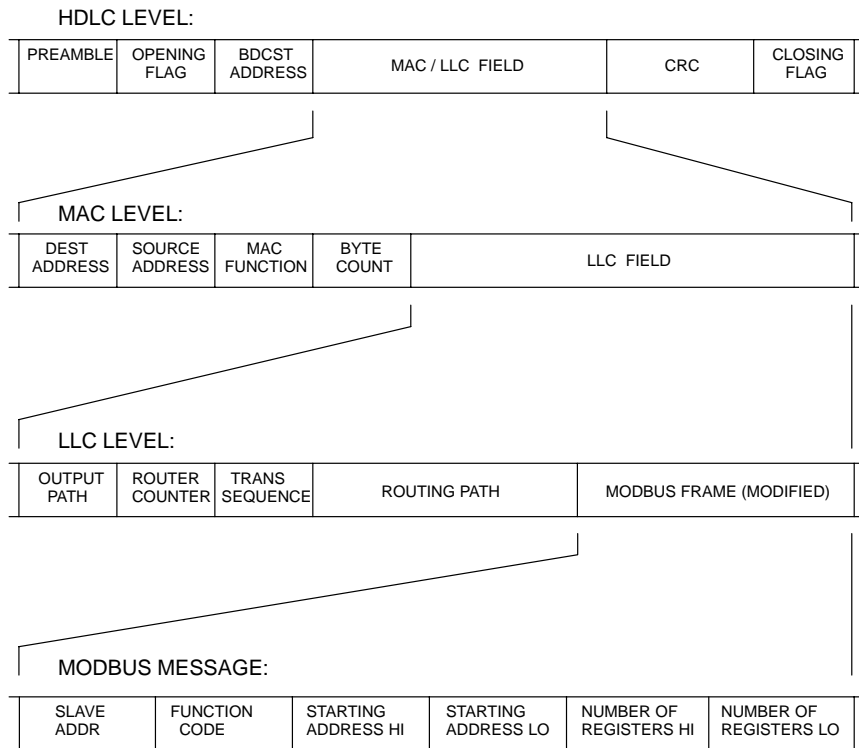 HDLC LEVEL:
PREAMBLE
OPENING
FLAG
BDCST
ADDRESS
MAC / LLC FIELD
CRC
CLOSING
FLAG
MAC LEVEL:
DEST
ADDRESS
SOURCE
ADDRESS
MAC
FUNCTION
BYTE
COUNT
LLC FIELD
LLC LEVEL:
OUTPUT
PATH
ROUTER
COUNTER
TRANS
SEQUENCE
ROUTING PATH
MODBUS FRAME (MODIFIED)
MODBUS MESSAGE:
SLAVE
ADDR
FUNCTION
CODE
STARTING
ADDRESS HI
STARTING
ADDRESS LO
NUMBER OF
REGISTERS HI
NUMBER OF
REGISTERS LO